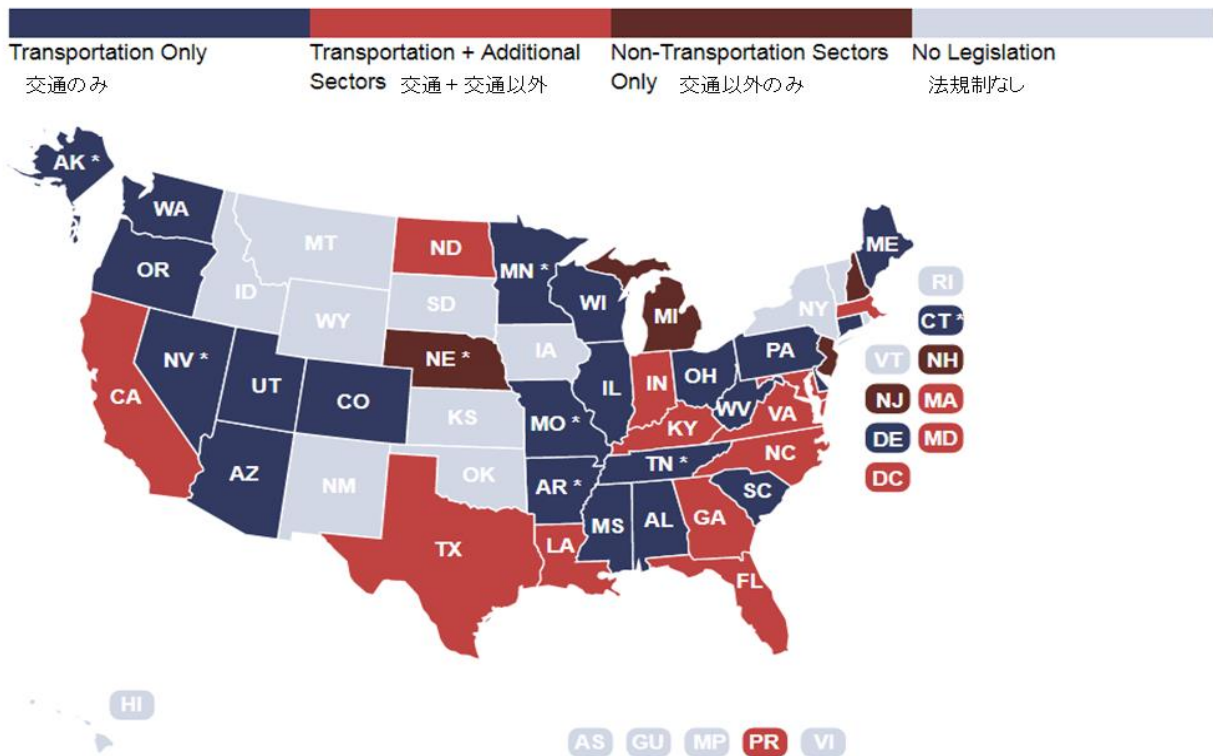 Transportation Only
交通のみ
Transportation + Additional
Sectors 交通+交通以外
Non-Transportation Sectors
Only 交通以外のみ
No Legislation
法規制なし
AK *
WA
MT
ND
MN *
ME
OR
ID
SD
WI
NY
RI
WY
MI
CT *
NV *
NE *
IA
PA
VT
NH
UT
CO
IL
IN
OH
CA
KS
MO *
WV
VA
NJ
MA
KY
DE
MD
AZ
NM
OK
TN *
NC
DC
AR *
SC
MS
AL
GA
TX
LA
FL
HI
AS
GU
MP
PR
VI